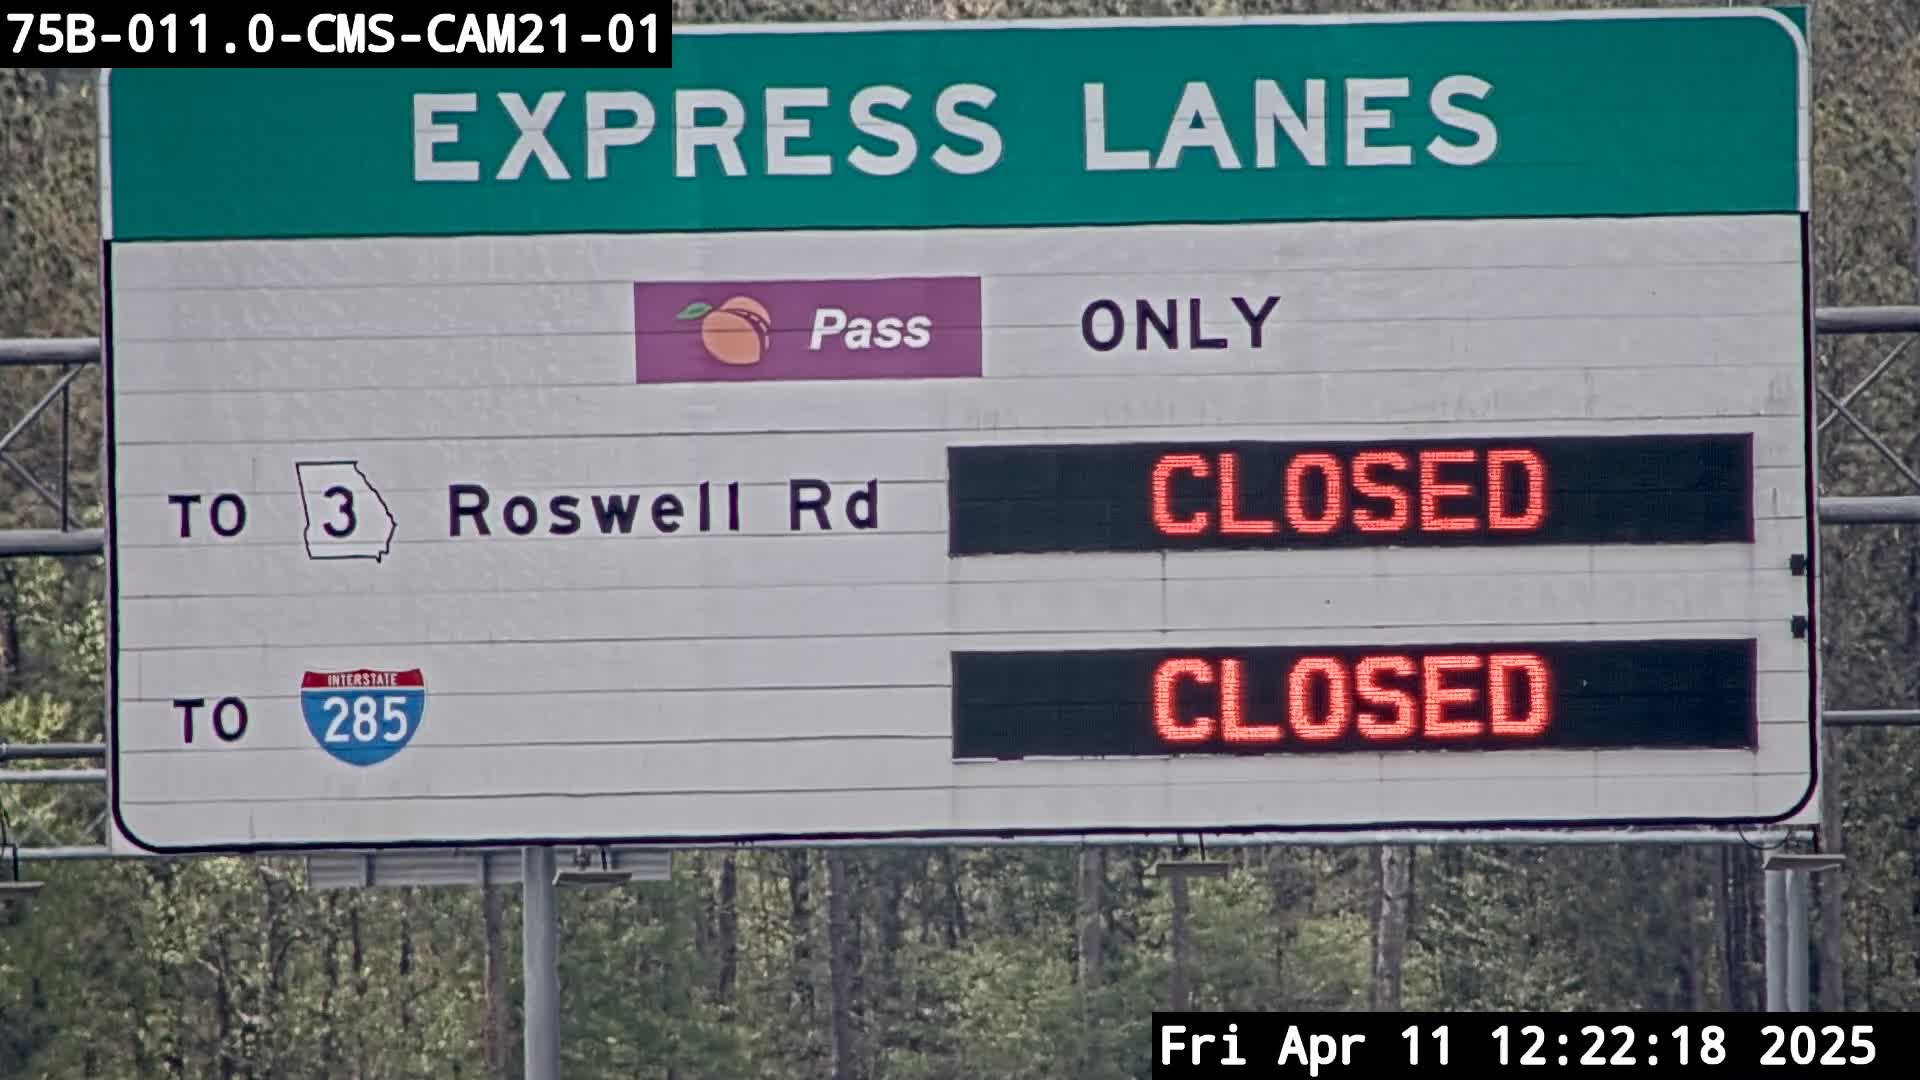 75B-011.0-CMS-CAM21-01
EXPRESS LANES
Pass ONLY
TO 3 Roswell Rd CLOSED
INTERSTATE
TO 285 CLOSED
Fri Apr 11 12:22:18 2025